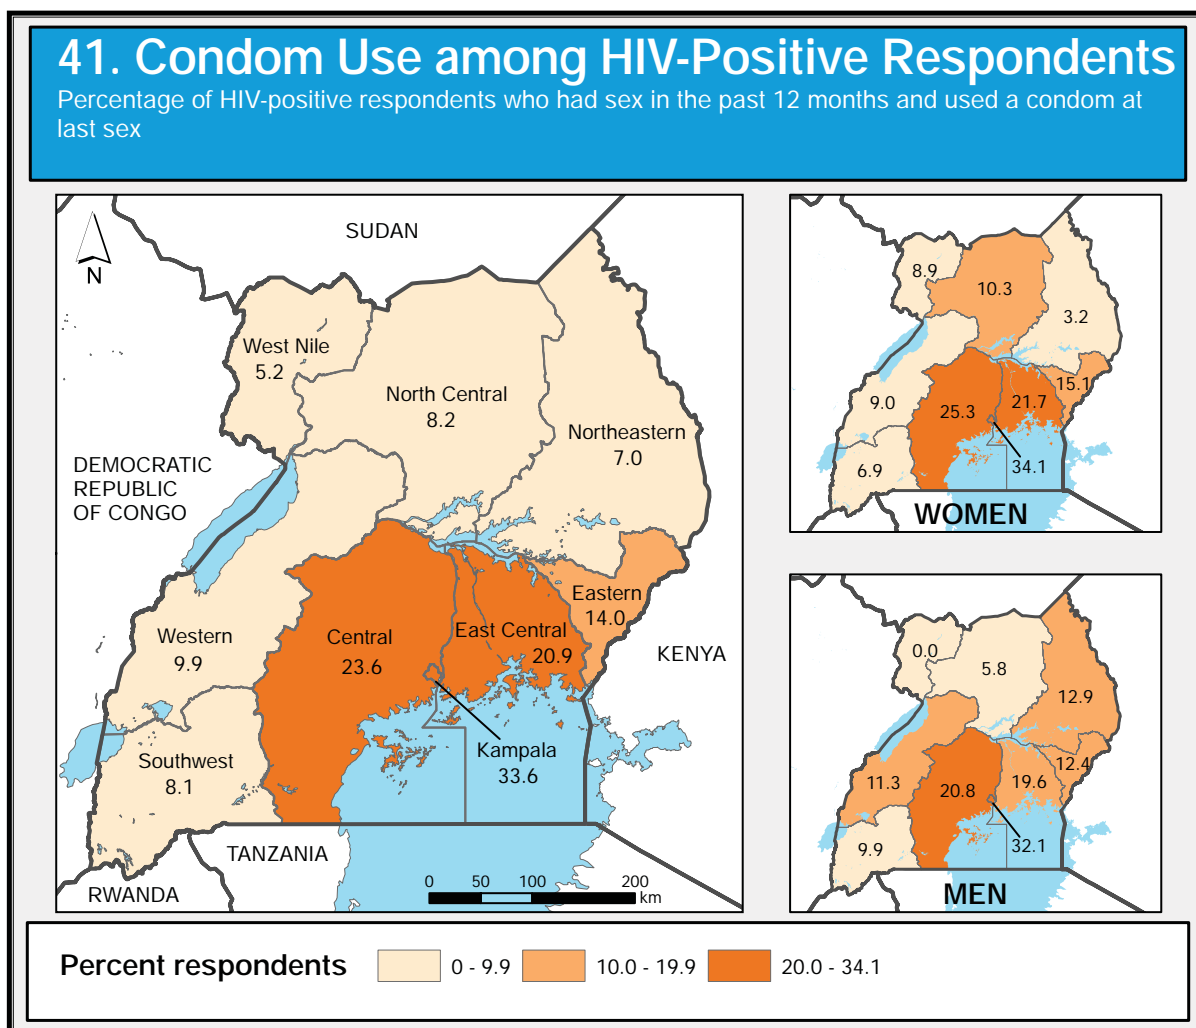 41. Condom Use among HIV-Positive Respondents
Percentage of HIV-positive respondents who had sex in the past 12 months and used a condom at
last sex
SUDAN
N
West Nile
5.2
North Central
8.2
Northeastern
7.0
DEMOCRATIC
REPUBLIC
OF CONGO
Eastern
14.0
Western
9.9
Central
23.6
East Central
20.9
KENYA
Kampala
33.6
Southwest
8.1
TANZANIA
RWANDA
0 50 100 200
km
8.9
10.3
3.2
15.1
9.0
25.3
21.7
6.9
34.1
WOMEN
0.0
5.8
12.9
12.4
11.3
20.8
19.6
9.9
32.1
MEN
Percent respondents
0 - 9.9
10.0 - 19.9
20.0 - 34.1